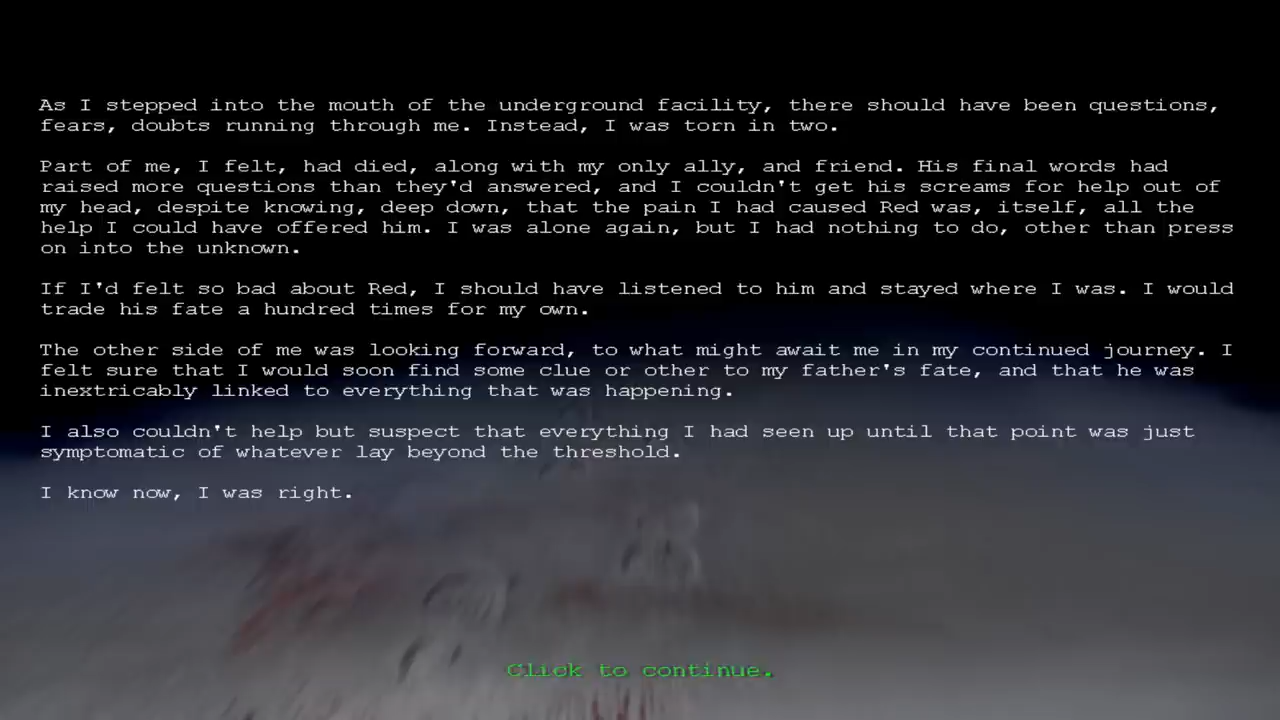 As I stepped into the mouth of the underground facility, there should have been questions,
fears, doubts running through me. Instead, I was torn in two.
Part of me, I felt, had died, along with my only ally, and friend. His final words had
raised more questions than they'd answered, and I couldn't get his screams for help out of
my head, despite knowing, deep down, that the pain I had caused Red was, itself, all the
help I could have offered him. I was alone again, but I had nothing to do, other than press
on into the unknown.
If I'd felt so bad about Red, I should have listened to him and stayed where I was. I would
trade his fate a hundred times for my own.
The other side of me was looking forward, to what might await me in my continued journey. I
felt sure that I would soon find some clue or other to my father's fate, and that he was
inextricably linked to everything that was happening.
I also couldn't help but suspect that everything I had seen up until that point was just
symptomatic of whatever lay beyond the threshold.
I know now, I was right.
Click to continue.